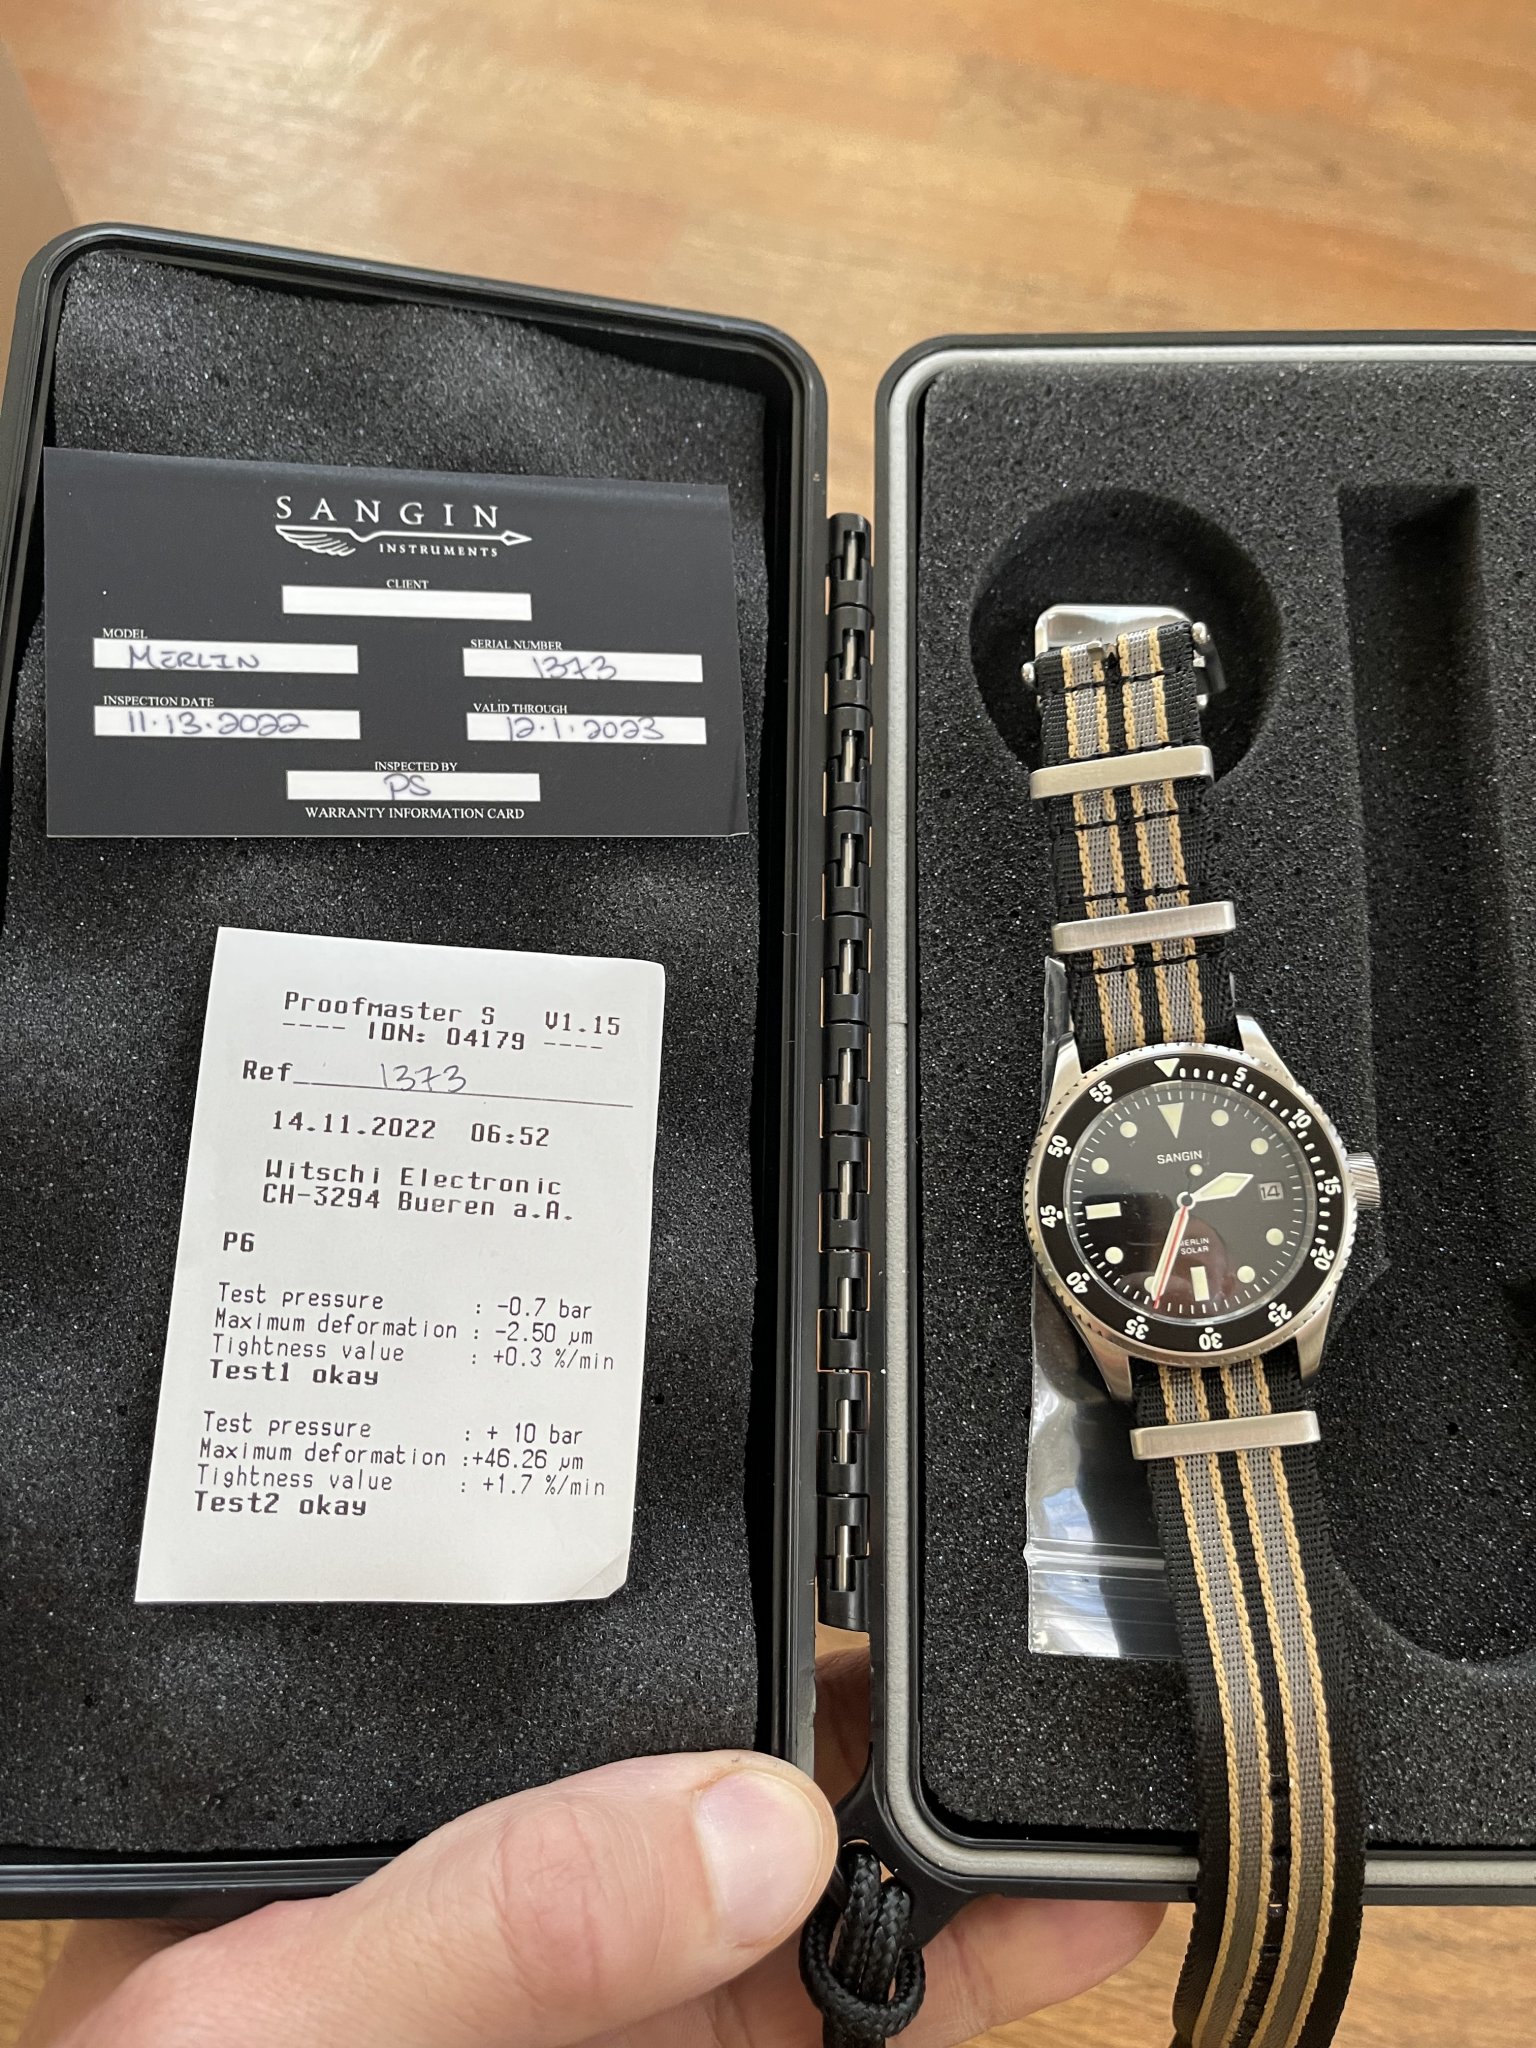 SANGIN
INSTRUMENTS
CLIENT
MODEL
MERLIN
SERIAL NUMBER
1373
INSPECTION DATE
11.13.2022
VALID THROUGH
12.1.2023
INSPECTED BY
PS
WARRANTY INFORMATION CARD
Proofmaster S V1.15
---- IDN: 04179 ----
Ref 1373
14.11.2022 06:52
Witschi Electronic
CH-3294 Bueren a.A.
P6
Test pressure : -0.7 bar
Maximum deformation : -2.50 µm
Tightness value : +0.3 %/min
Test1 okay
Test pressure : + 10 bar
Maximum deformation :+46.26 µm
Tightness value : +1.7 %/min
Test2 okay
5
10
15
20
25
30
35
40
45
50
55
SANGIN
14
MERLIN
SOLAR